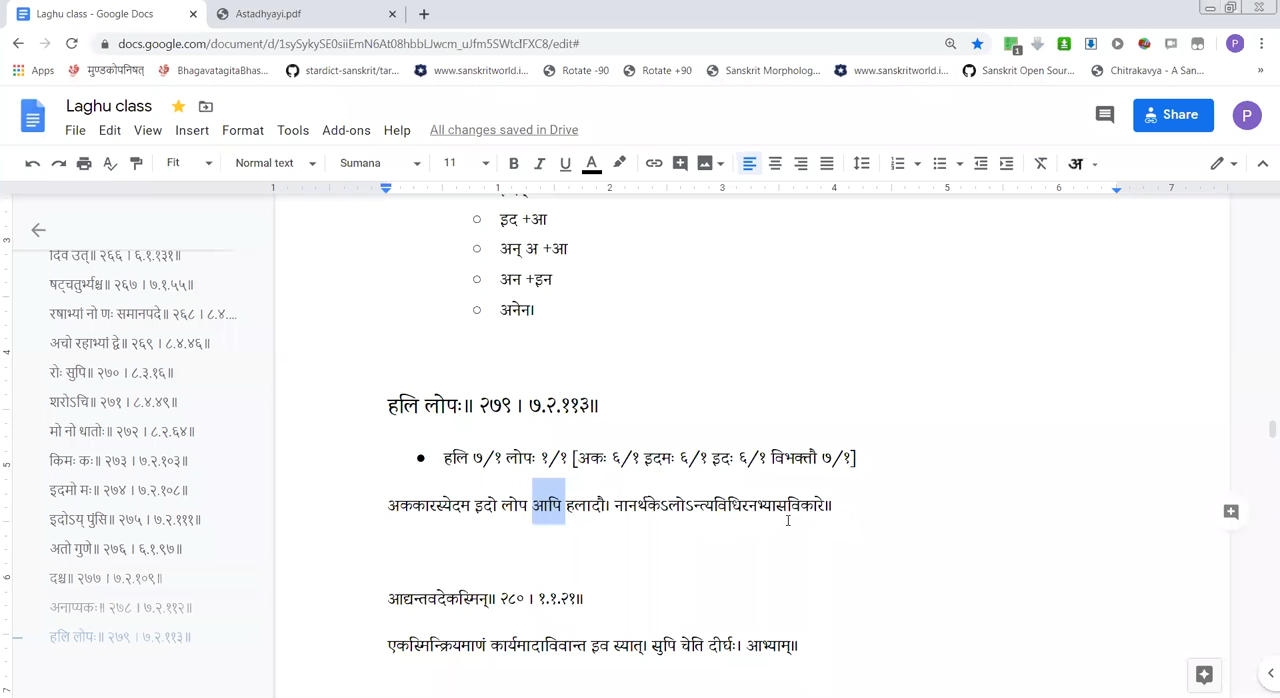 Laghu class - Google Docs
Astadhyayi.pdf
docs.google.com/document/d/1sySykySE0siiEmN6At08hbbLJwcm_uJfm5SWtcIFXC8/edit#
Apps मुण्डकोपनिषत् BhagavatagitaBhas... stardict-sanskrit/tar... www.sanskritworld.i... Rotate -90 Rotate +90 Sanskrit Morpholog... www.sanskritworld.i... Sanskrit Open Sour... Chitrakavya - A San... »
Laghu class
File Edit View Insert Format Tools Add-ons Help All changes saved in Drive
Share
P
Fit Normal text Sumana 11 B I U A अ
1 1 2 3 4 5 6 7
दिव उत्॥ २६६ । ६.१.१३१॥
षट्चतुर्भ्यश्च॥ २६७ । ७.१.५५॥
रषाभ्यां नो णः समानपदे॥ २६८ । ८.४....
अचो रहाभ्यां द्वे॥ २६९ । ८.४.४६॥
रोः सुपि॥ २७० । ८.३.१६॥
शरोऽचि॥ २७१ । ८.४.४९॥
मो नो धातोः॥ २७२ । ८.२.६४॥
किमः कः॥ २७३ । ७.२.१०३॥
इदमो मः॥ २७४ । ७.२.१०८॥
इदोऽय् पुंसि॥ २७५ । ७.२.१११॥
अतो गुणे॥ २७६ । ६.१.९७॥
दश्च॥ २७७ । ७.२.१०९॥
अनाप्यकः॥ २७८ । ७.२.११२॥
हलि लोपः॥ २७९ । ७.२.११३॥
इद +आ
अन् अ +आ
अन +इन
अनेन।
हलि लोपः॥ २७९ । ७.२.११३॥
हलि ७/१ लोपः १/१ [अकः ६/१ इदमः ६/१ इदः ६/१ विभक्तौ ७/१]
अककारस्येदम इदो लोप आपि हलादौ। नानर्थकेऽलोऽन्त्यविधिरनभ्यासविकारे॥
आद्यन्तवदेकस्मिन्॥ २८० । १.१.२१॥
एकस्मिन्क्रियमाणं कार्यमादाविवान्त इव स्यात्। सुपि चेति दीर्घः। आभ्याम्॥